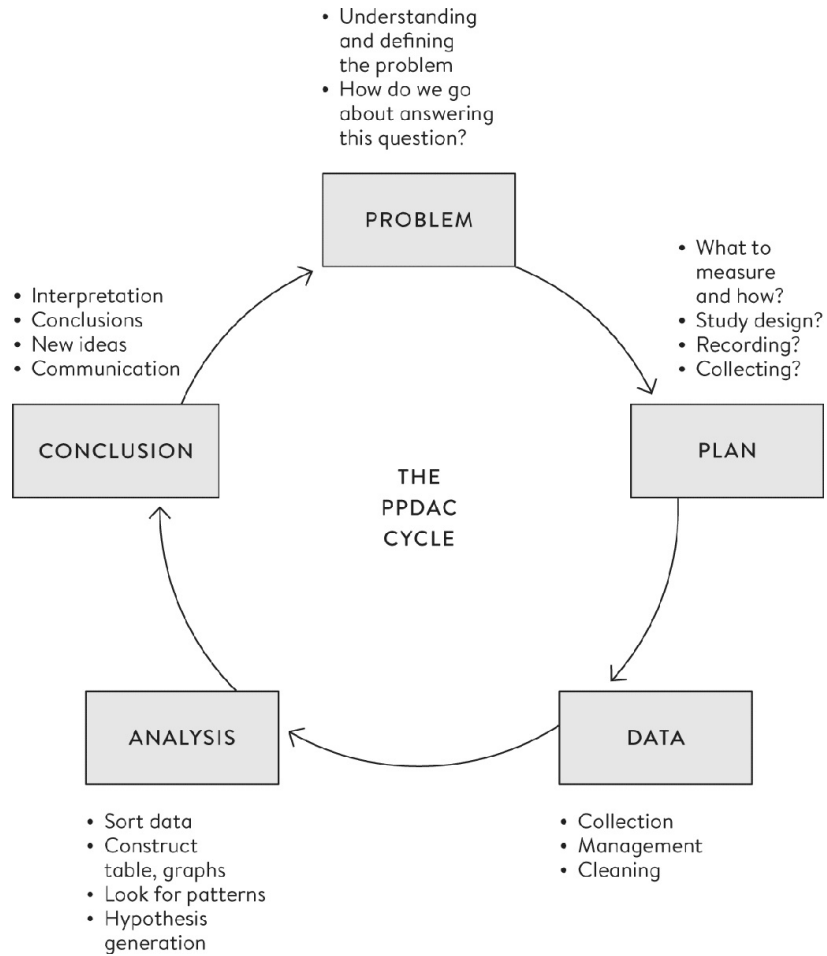 • Understanding
and defining
the problem
• How do we go
about answering
this question?
PROBLEM
• What to
measure
and how?
• Study design?
• Recording?
• Collecting?
PLAN
• Interpretation
• Conclusions
• New ideas
• Communication
CONCLUSION
THE
PPDAC
CYCLE
ANALYSIS
• Sort data
• Construct
table, graphs
• Look for patterns
• Hypothesis
generation
DATA
• Collection
• Management
• Cleaning